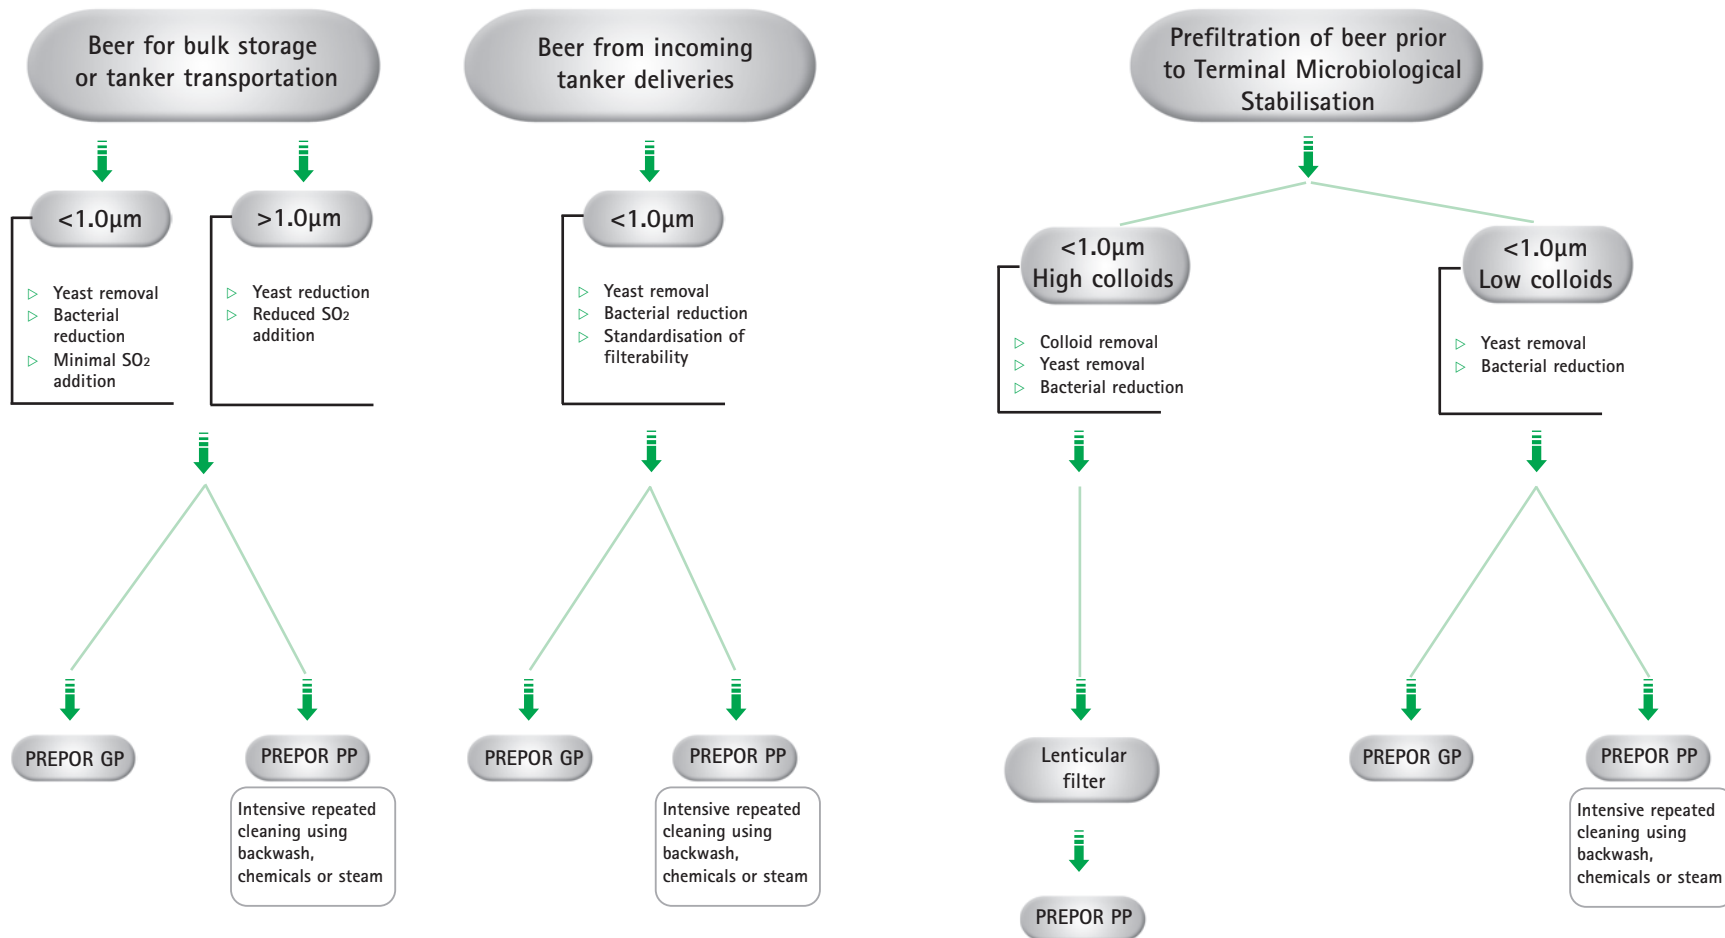 Beer for bulk storage
or tanker transportation
<1.0µm
Yeast removal
Bacterial
reduction
Minimal SO2
addition
>1.0µm
Yeast reduction
Reduced SO2
addition
PREPOR GP
PREPOR PP
Intensive repeated
cleaning using
backwash,
chemicals or steam
Beer from incoming
tanker deliveries
<1.0µm
Yeast removal
Bacterial reduction
Standardisation of
filterability
PREPOR GP
PREPOR PP
Intensive repeated
cleaning using
backwash,
chemicals or steam
Prefiltration of beer prior
to Terminal Microbiological
Stabilisation
<1.0µm
High colloids
Colloid removal
Yeast removal
Bacterial reduction
Lenticular
filter
PREPOR PP
<1.0µm
Low colloids
Yeast removal
Bacterial reduction
PREPOR GP
PREPOR PP
Intensive repeated
cleaning using
backwash,
chemicals or steam